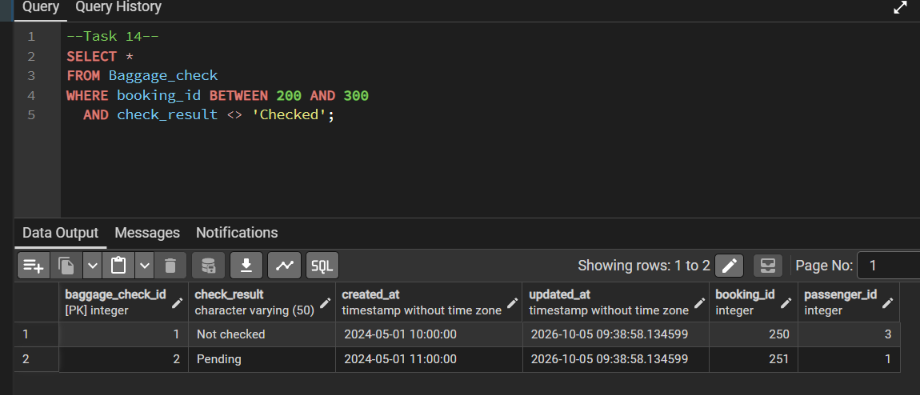 Query Query History
1 --Task 14--
2 SELECT *
3 FROM Baggage_check
4 WHERE booking_id BETWEEN 200 AND 300
5 AND check_result <> 'Checked';
Data Output Messages Notifications
SQL Showing rows: 1 to 2 Page No: 1
baggage_check_id check_result created_at updated_at booking_id passenger_id
[PK] integer character varying (50) timestamp without time zone timestamp without time zone integer integer
1 1 Not checked 2024-05-01 10:00:00 2026-10-05 09:38:58.134599 250 3
2 2 Pending 2024-05-01 11:00:00 2026-10-05 09:38:58.134599 251 1